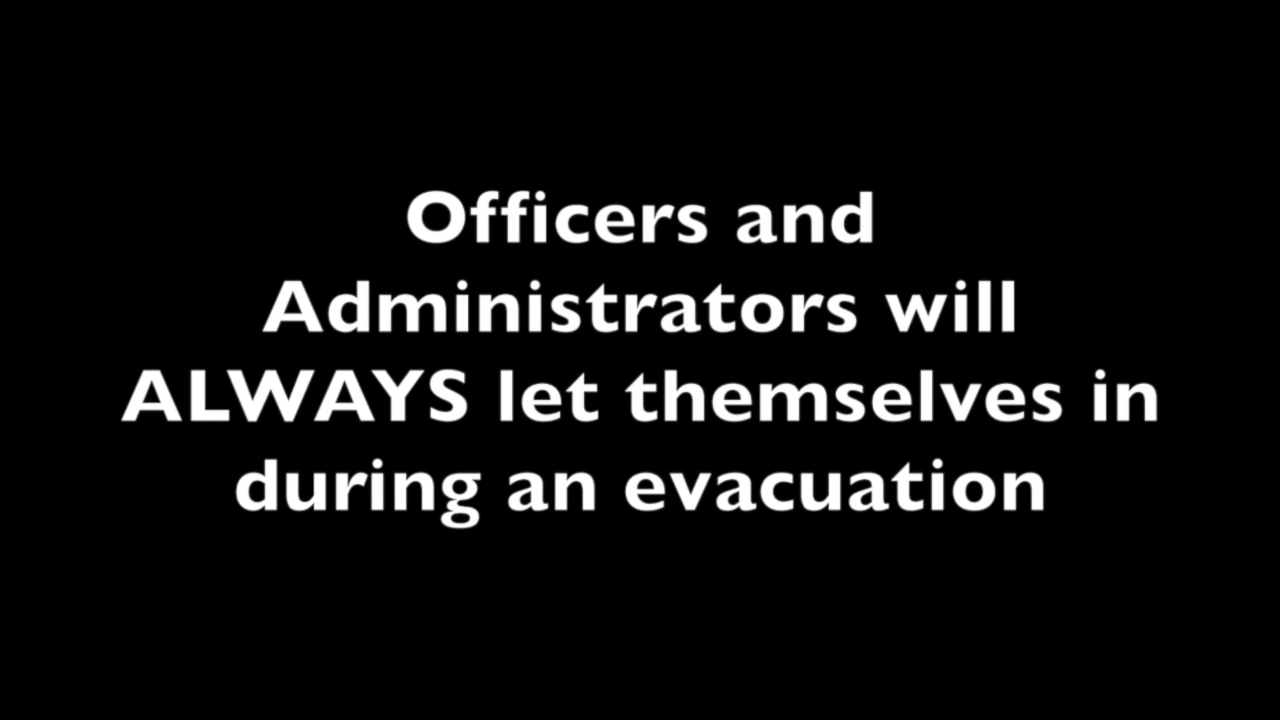 Officers and
Administrators will
ALWAYS let themselves in
during an evacuation